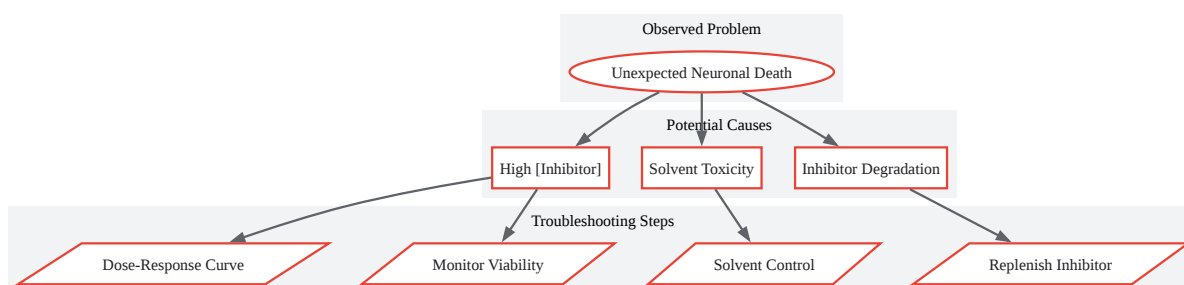 Observed Problem
Unexpected Neuronal Death
Potential Causes
High [Inhibitor]
Solvent Toxicity
Inhibitor Degradation
Troubleshooting Steps
Dose-Response Curve
Monitor Viability
Solvent Control
Replenish Inhibitor